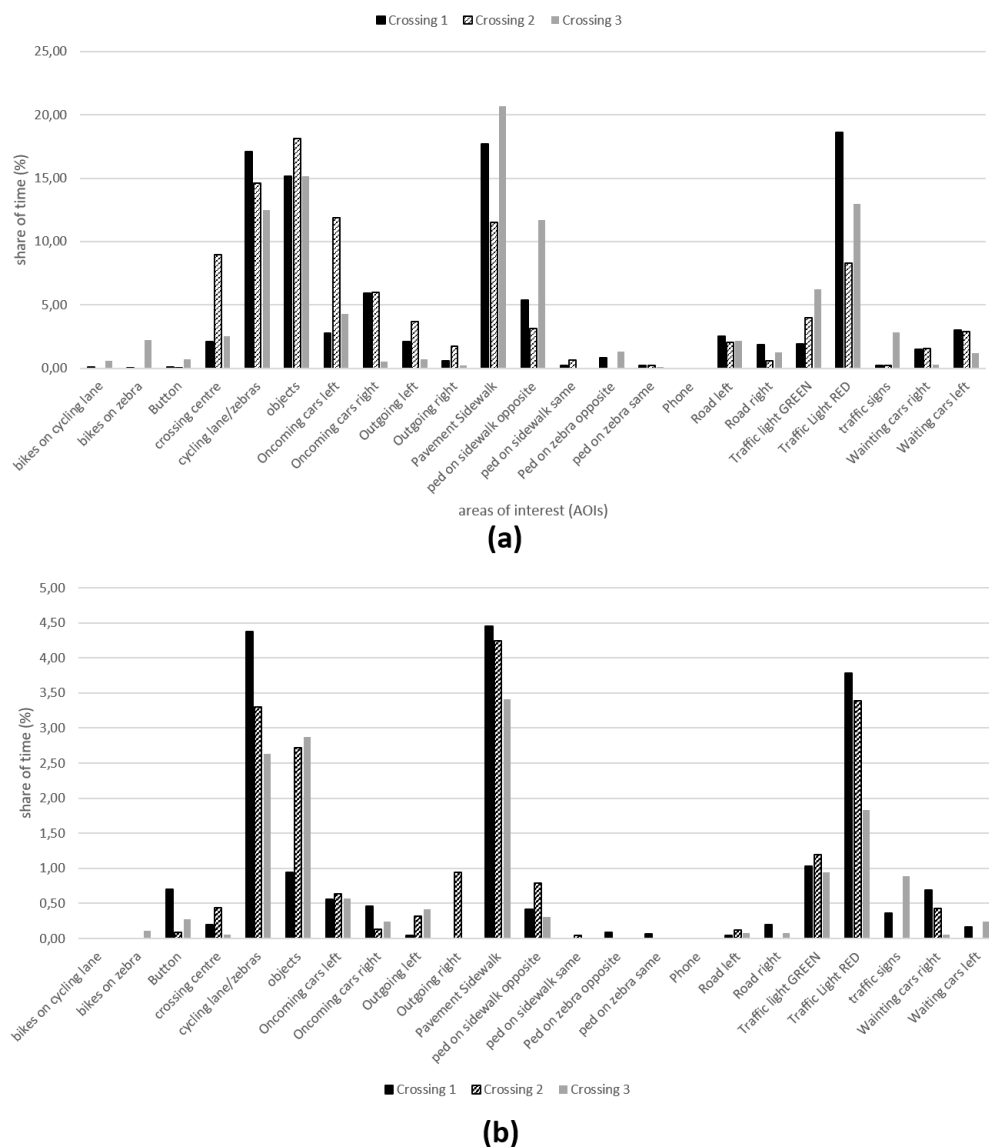 Crossing 1 Crossing 2 Crossing 3
25,00
20,00
15,00
10,00
5,00
0,00
share of time (%)
bikes on cycling lane
bikes on zebra
Button
crossing centre
cycling lane/zebras
objects
Oncoming cars left
Oncoming cars right
Outgoing left
Outgoing right
Pavement Sidewalk
ped on sidewalk opposite
ped on sidewalk same
Ped on zebra opposite
ped on zebra same
Phone
Road left
Road right
Traffic light GREEN
Traffic Light RED
traffic signs
Wainting cars right
Waiting cars left
areas of interest (AOIs)
(a)
5,00
4,50
4,00
3,50
3,00
2,50
2,00
1,50
1,00
0,50
0,00
share of time (%)
bikes on cycling lane
bikes on zebra
Button
crossing centre
cycling lane/zebras
objects
Oncoming cars left
Oncoming cars right
Outgoing left
Outgoing right
Pavement Sidewalk
ped on sidewalk opposite
ped on sidewalk same
Ped on zebra opposite
ped on zebra same
Phone
Road left
Road right
Traffic light GREEN
Traffic Light RED
traffic signs
Wainting cars right
Waiting cars left
Crossing 1 Crossing 2 Crossing 3
(b)